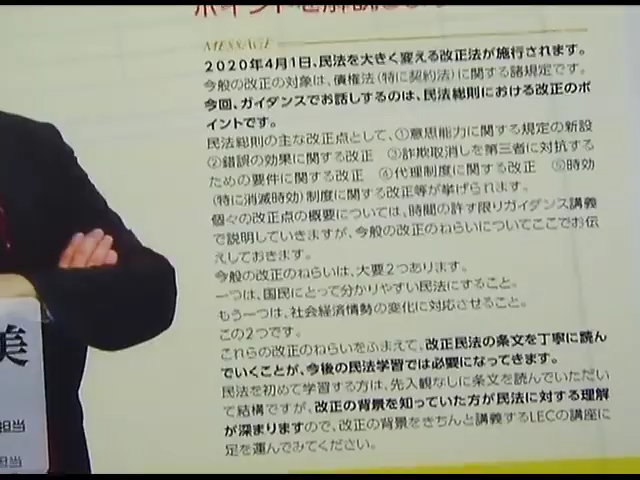 MESSAGE
2020年4月1日、民法を大きく変える改正法が施行されます。
今般の改正の対象は、債権法(特に契約法)に関する諸規定です。
今回、ガイダンスでお話しするのは、民法総則における改正のポ
イントです。
民法総則の主な改正点として、①意思能力に関する規定の新設
②錯誤の効果に関する改正 ③詐欺取消しを第三者に対抗する
ための要件に関する改正 ④代理制度に関する改正 ⑤時効
(特に消滅時効)制度に関する改正等が挙げられます。
個々の改正点の概要については、時間の許す限りガイダンス講義
で説明していきますが、今般の改正のねらいについてここでお伝
えしておきます。
今般の改正のねらいは、大要2つあります。
一つは、国民にとって分かりやすい民法にすること。
もう一つは、社会経済情勢の変化に対応させること。
この2つです。
これらの改正のねらいをふまえて、改正民法の条文を丁寧に読ん
でいくことが、今後の民法学習では必要になってきます。
民法を初めて学習する方は、先入観なしに条文を読んでいただい
て結構ですが、改正の背景を知っていた方が民法に対する理解
が深まりますので、改正の背景をきちんと講義するLECの講座に
足を運んでみてください。
美
担当
担当